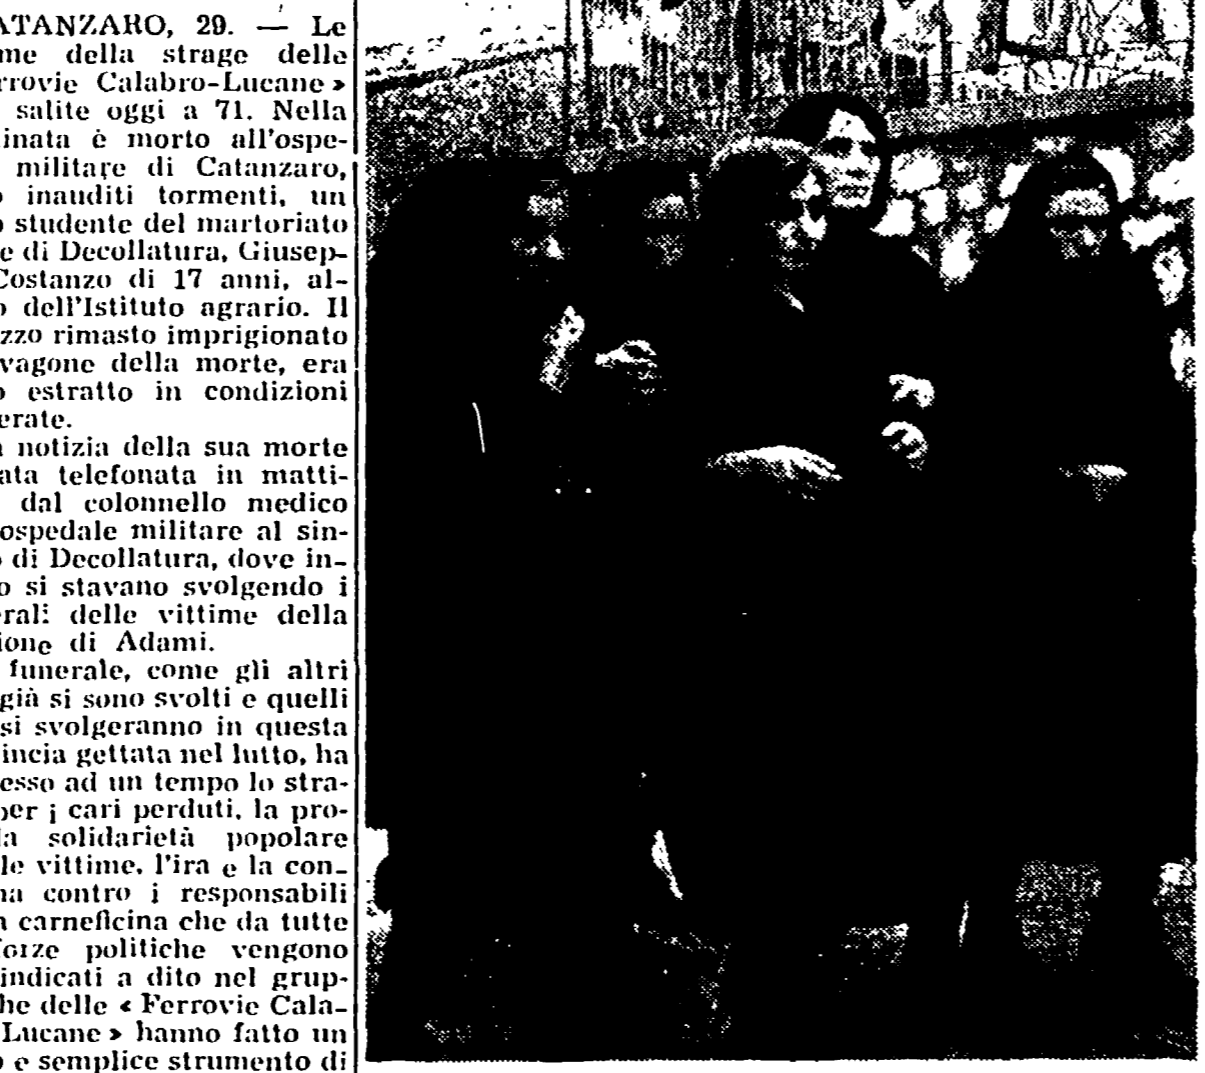 ATANZARO, 29. — Le
me della strage delle
rrovie Calabro-Lucane»
salite oggi a 71. Nella
inata è morto all'ospe-
militare di Catanzaro,
o inauditi tormenti, un
o studente del martoriato
e di Decollatura, Giusep-
Costanzo di 17 anni, al-
o dell'Istituto agrario. Il
zzo rimasto imprigionato
vagone della morte, era
o estratto in condizioni
erate.
a notizia della sua morte
ata telefonata in matti-
dal colonnello medico
ospedale militare al sin-
o di Decollatura, dove in-
o si stavano svolgendo i
erali delle vittime della
ione di Adami.
funerale, come gli altri
già si sono svolti e quelli
si svolgeranno in questa
incia gettata nel lutto, ha
esso ad un tempo lo stra-
per i cari perduti, la pro-
la solidarietà popolare
le vittime, l'ira e la con-
na contro i responsabili
a carneficina che da tutte
forze politiche vengono
indicati a dito nel grup-
he delle «Ferrovie Cala-
Lucane» hanno fatto un
o e semplice strumento di